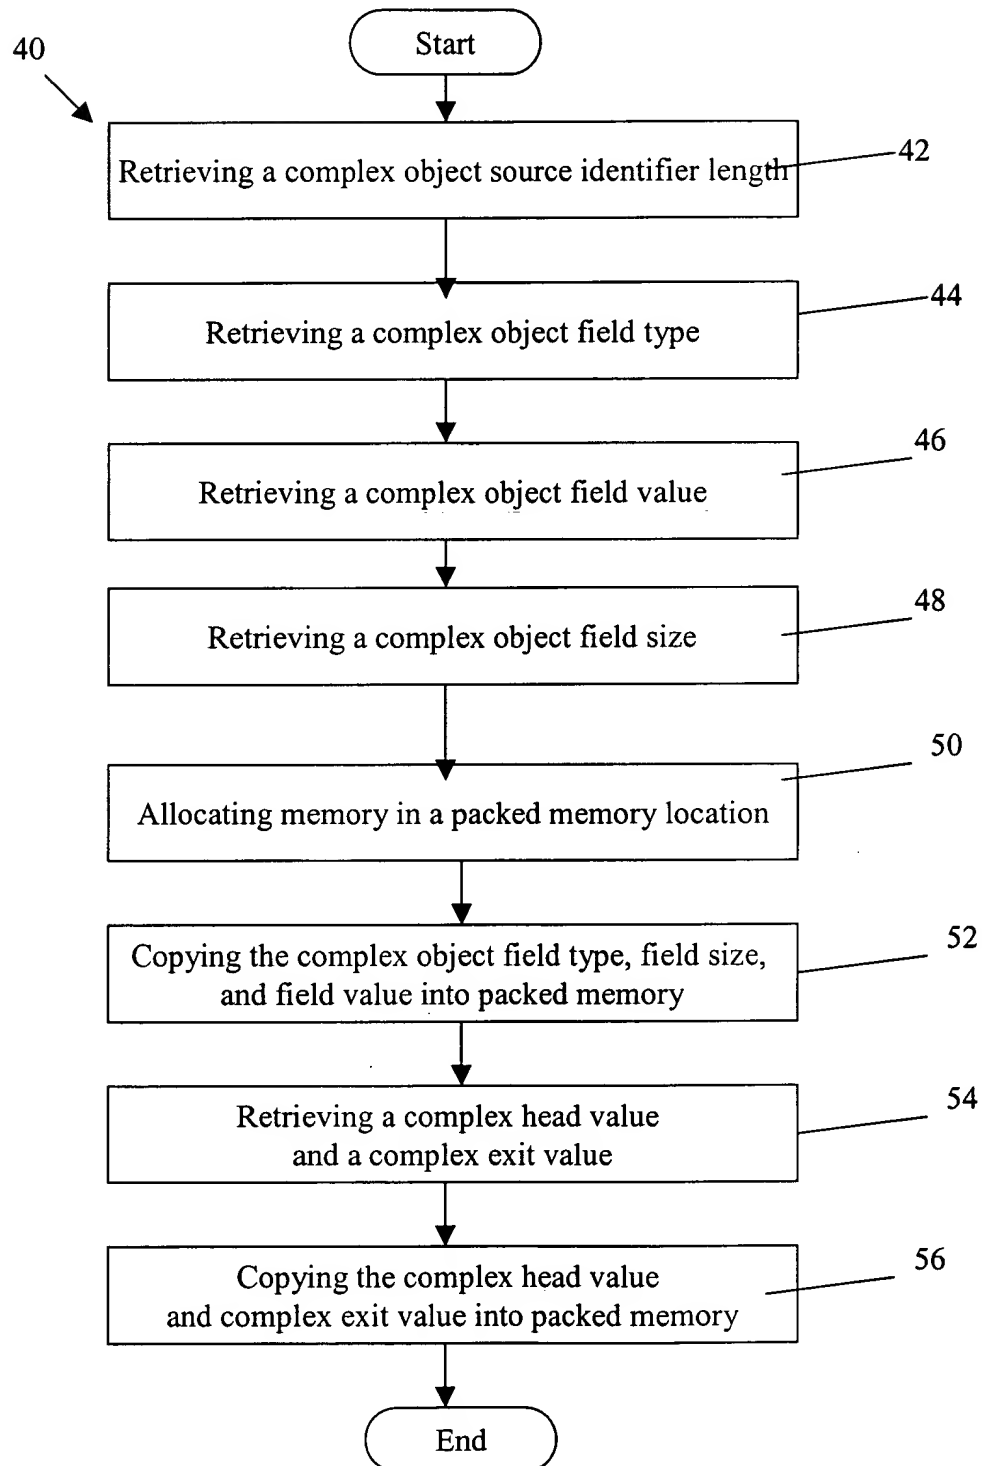 Start
40
Retrieving a complex object source identifier length
42
Retrieving a complex object field type
44
Retrieving a complex object field value
46
Retrieving a complex object field size
48
Allocating memory in a packed memory location
50
Copying the complex object field type, field size,
and field value into packed memory
52
Retrieving a complex head value
and a complex exit value
54
Copying the complex head value
and complex exit value into packed memory
56
End